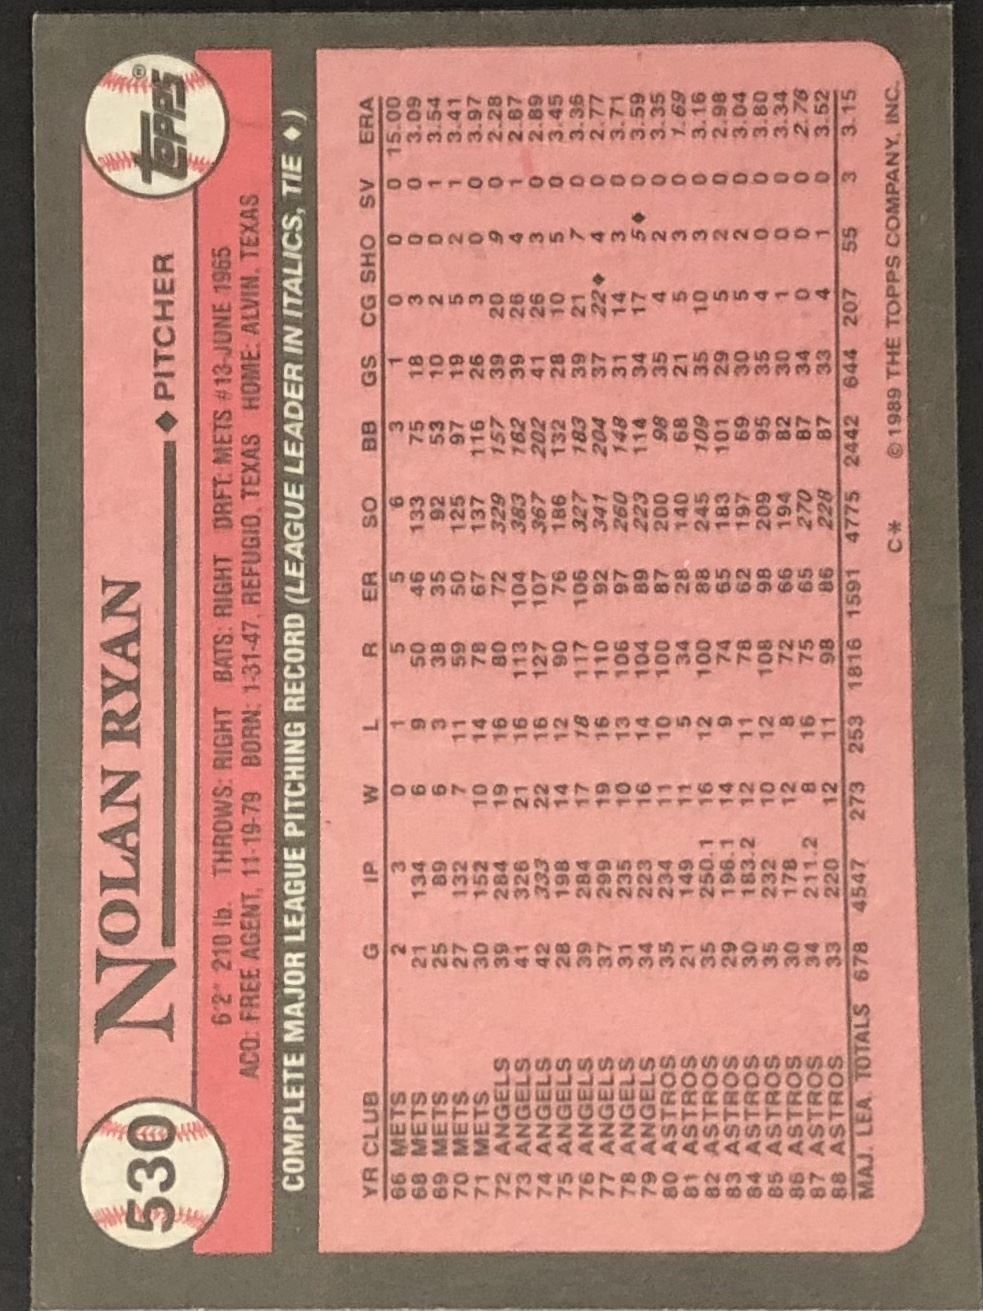 530
NOLAN RYAN
◆ PITCHER
TOPPS®
6'2" 210 lb. THROWS: RIGHT BATS: RIGHT DRFT: METS #13-JUNE 1965
ACQ: FREE AGENT, 11-19-79 BORN: 1-31-47, REFUGIO, TEXAS HOME: ALVIN, TEXAS
COMPLETE MAJOR LEAGUE PITCHING RECORD (LEAGUE LEADER IN ITALICS, TIE ◆)
YR CLUB G IP W L R ER SO BB GS CG SHO SV ERA
66 METS 2 3 0 1 5 5 6 3 1 0 0 0 15.00
68 METS 21 134 6 9 50 46 133 75 18 3 0 0 3.09
69 METS 25 89 6 3 38 35 92 53 10 2 0 1 3.54
70 METS 27 132 7 11 59 50 125 97 19 5 2 1 3.41
71 METS 30 152 10 14 78 67 137 116 26 3 0 0 3.97
72 ANGELS 39 284 19 16 80 72 329 157 39 20 9 0 2.28
73 ANGELS 41 326 21 16 113 104 383 162 39 26 4 1 2.87
74 ANGELS 42 333 22 16 127 107 367 202 41 26 3 0 2.89
75 ANGELS 28 198 14 12 90 76 186 132 28 10 5 0 3.45
76 ANGELS 39 284 17 18 117 106 327 183 39 21 7 0 3.36
77 ANGELS 37 299 19 16 110 92 341 204 37 22◆ 4 0 2.77
78 ANGELS 31 235 10 13 106 97 260 148 31 14 3 0 3.71
79 ANGELS 34 223 16 14 104 89 223 114 34 17 5◆ 0 3.59
80 ASTROS 35 234 11 10 100 87 200 98 35 4 2 0 3.35
81 ASTROS 21 149 11 5 34 28 140 68 21 5 3 0 1.69
82 ASTROS 35 250.1 16 12 100 88 245 109 35 10 3 0 3.16
83 ASTROS 29 196.1 14 9 74 65 183 101 29 5 2 0 2.98
84 ASTROS 30 183.2 12 11 78 62 197 69 30 5 2 0 3.04
85 ASTROS 35 232 10 12 108 98 209 95 35 4 0 0 3.80
86 ASTROS 30 178 12 8 72 66 194 82 30 1 0 0 3.34
87 ASTROS 34 211.2 8 16 75 65 270 87 34 0 0 0 2.76
88 ASTROS 33 220 12 11 98 86 228 87 33 4 1 0 3.52
MAJ. LEA. TOTALS 678 4547 273 253 1816 1591 4775 2442 644 207 55 3 3.15
C* ©1989 THE TOPPS COMPANY, INC.